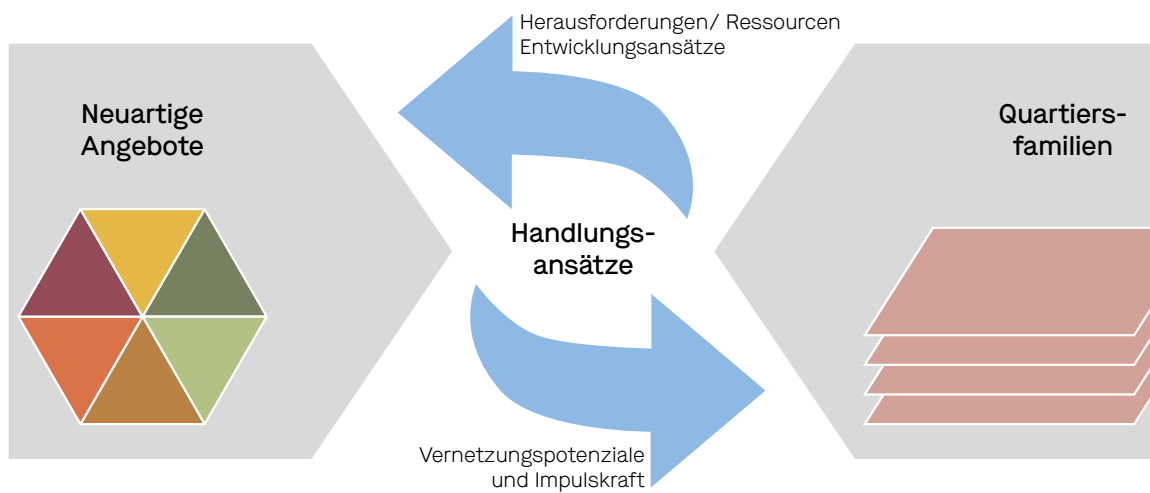 Herausforderungen/ Ressourcen
Entwicklungsansätze
Neuartige
Angebote
Quartiers-
familien
Handlungs-
ansätze
Vernetzungspotenziale
und Impulskraft